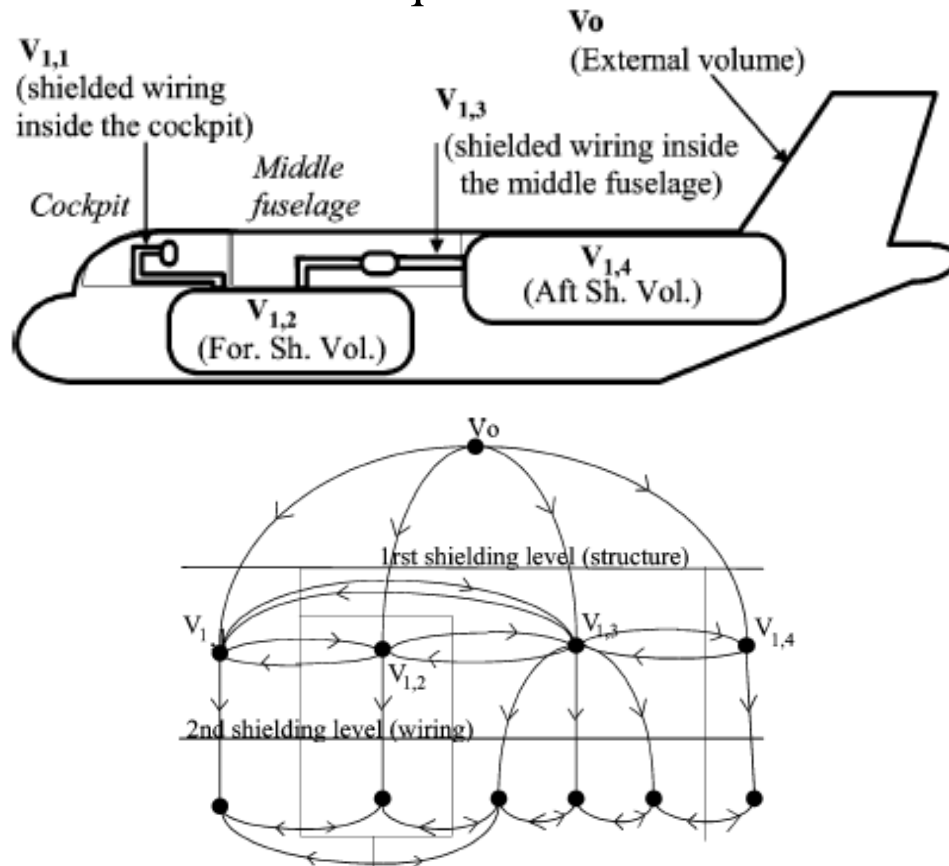 V1,1
(shielded wiring
inside the cockpit)
Cockpit
Middle
fuselage
V1,3
(shielded wiring inside
the middle fuselage)
Vo
(External volume)
V1,2
(For. Sh. Vol.)
V1,4
(Aft Sh. Vol.)
Vo
1rst shielding level (structure)
V1,
V1,2
V1,3
V1,4
2nd shielding level (wiring)